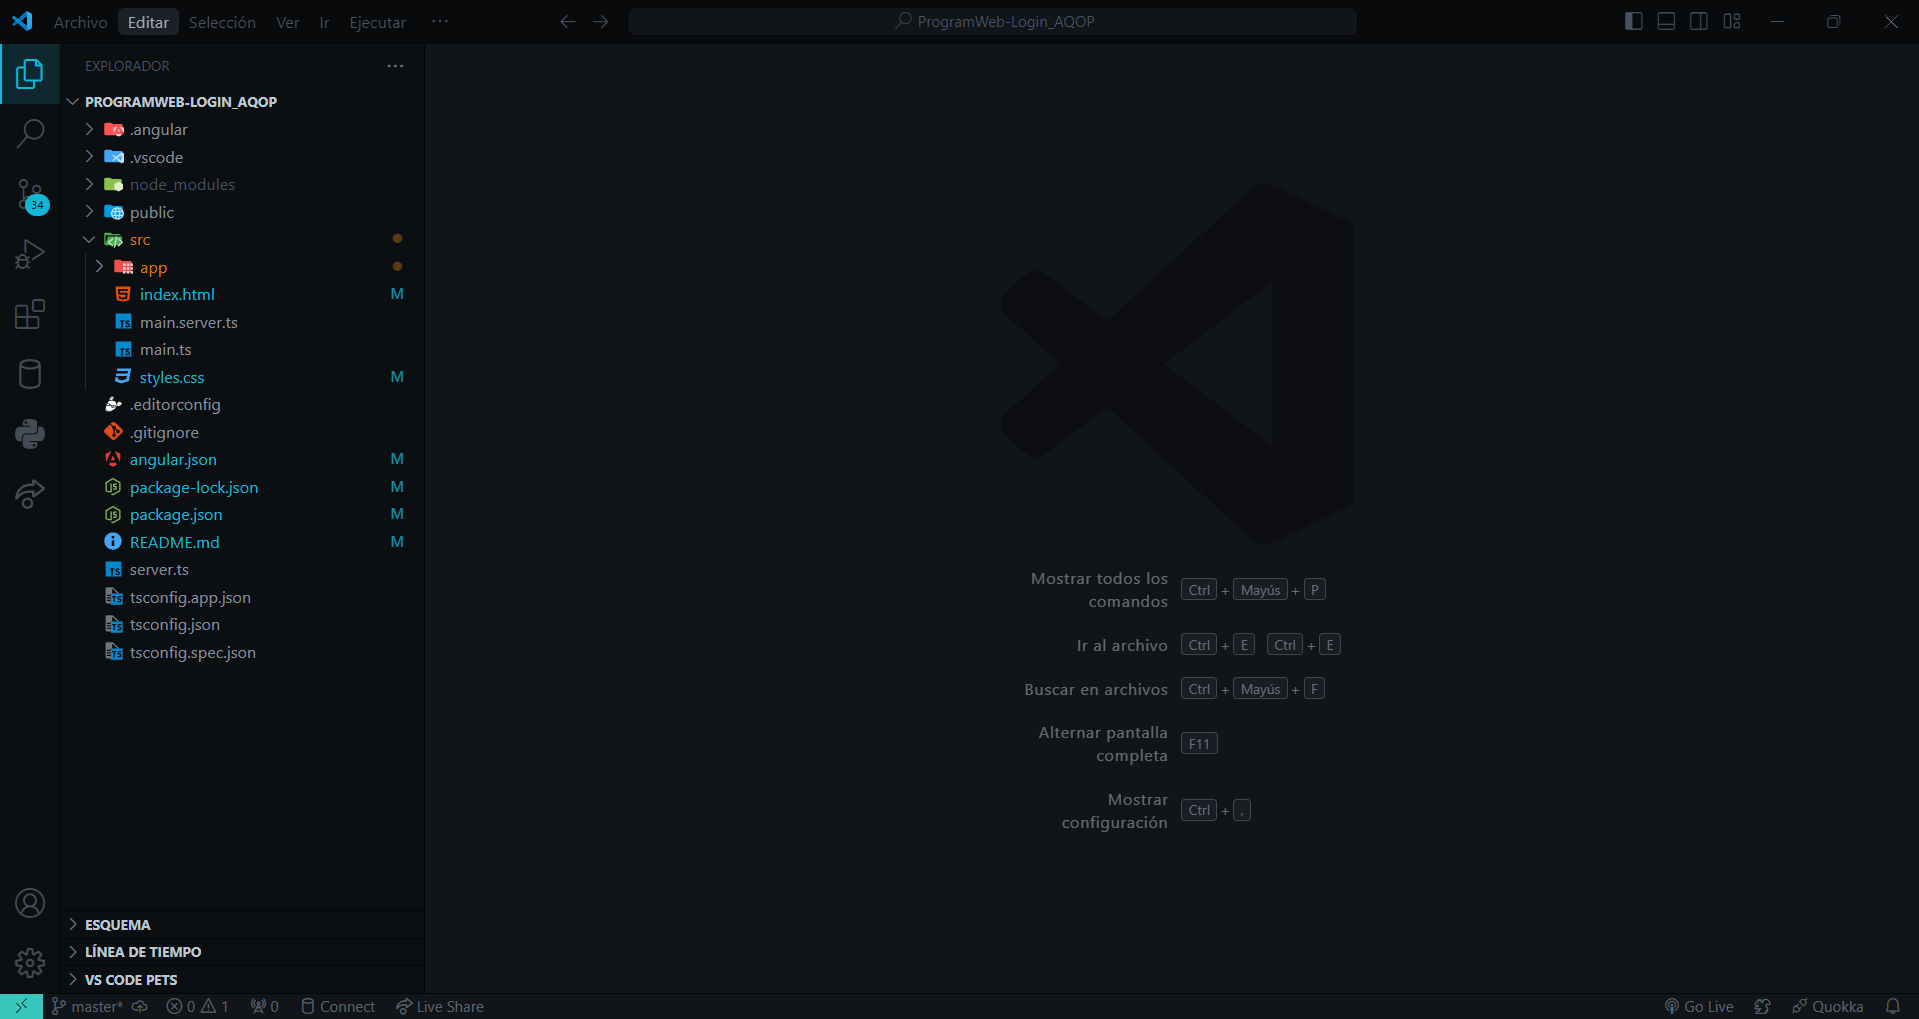 Archivo Editar Selección Ver Ir Ejecutar ··· ProgramWeb-Login_AQOP
EXPLORADOR ···
PROGRAMWEB-LOGIN_AQOP
.angular
.vscode
node_modules
public
src
app
index.html M
main.server.ts
main.ts
styles.css M
.editorconfig
.gitignore
angular.json M
package-lock.json M
package.json M
README.md M
server.ts
tsconfig.app.json
tsconfig.json
tsconfig.spec.json
34
Mostrar todos los
comandos Ctrl + Mayús + P
Ir al archivo Ctrl + E Ctrl + E
Buscar en archivos Ctrl + Mayús + F
Alternar pantalla
completa F11
Mostrar
configuración Ctrl + ,
ESQUEMA
LÍNEA DE TIEMPO
VS CODE PETS
master* 0 1 0 Connect Live Share Go Live Quokka